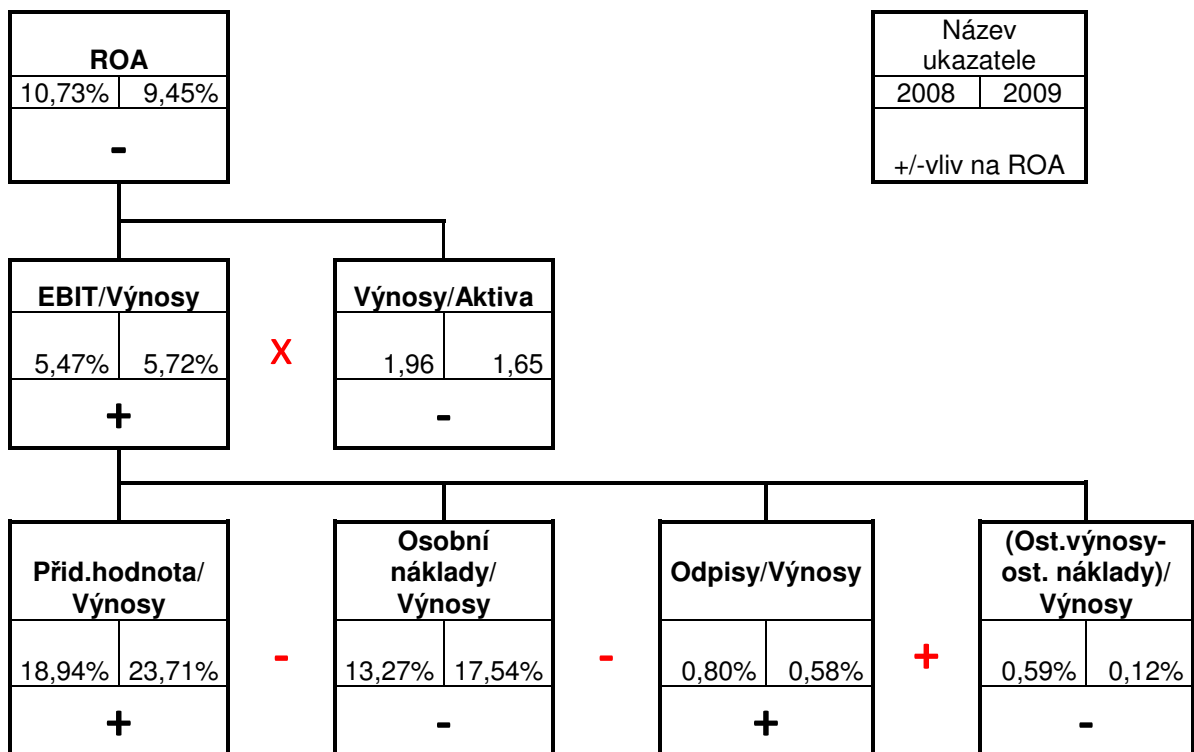 ROA
10,73% 9,45%
-
Název
ukazatele
2008 2009
+/-vliv na ROA
EBIT/Výnosy
5,47% 5,72%
+
x
Výnosy/Aktiva
1,96 1,65
-
Přid.hodnota/
Výnosy
18,94% 23,71%
+
-
Osobní
náklady/
Výnosy
13,27% 17,54%
-
-
Odpisy/Výnosy
0,80% 0,58%
+
+
(Ost.výnosy-
ost. náklady)/
Výnosy
0,59% 0,12%
-